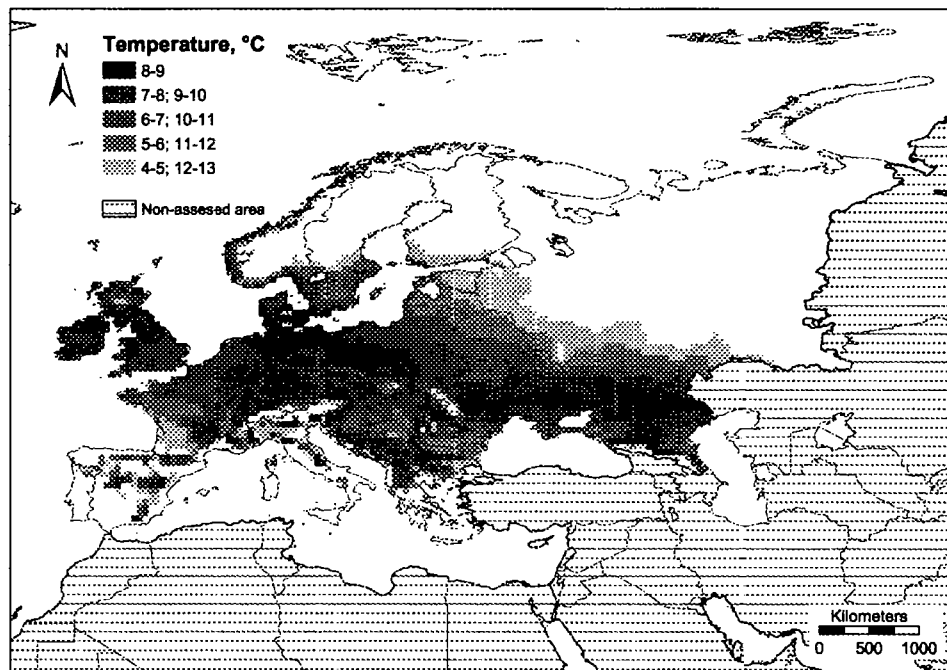 N
Temperature, °C
8-9
7-8; 9-10
6-7; 10-11
5-6; 11-12
4-5; 12-13
Non-assesed area
Kilometers
0 500 1000